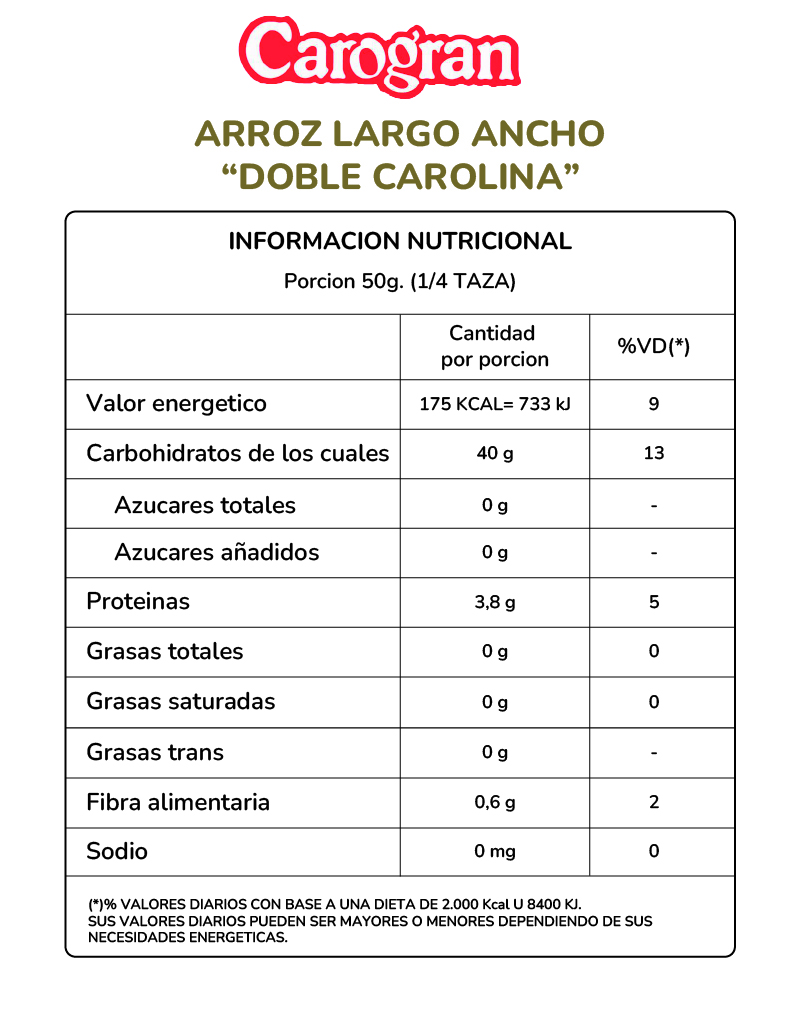 Carogran
ARROZ LARGO ANCHO
“DOBLE CAROLINA”
INFORMACION NUTRICIONAL
Porcion 50g. (1/4 TAZA)
Cantidad
por porcion
%VD(*)
Valor energetico 175 KCAL= 733 kJ 9
Carbohidratos de los cuales 40 g 13
Azucares totales 0 g -
Azucares añadidos 0 g -
Proteinas 3,8 g 5
Grasas totales 0 g 0
Grasas saturadas 0 g 0
Grasas trans 0 g -
Fibra alimentaria 0,6 g 2
Sodio 0 mg 0
(*)% VALORES DIARIOS CON BASE A UNA DIETA DE 2.000 Kcal U 8400 KJ.
SUS VALORES DIARIOS PUEDEN SER MAYORES O MENORES DEPENDIENDO DE SUS
NECESIDADES ENERGETICAS.